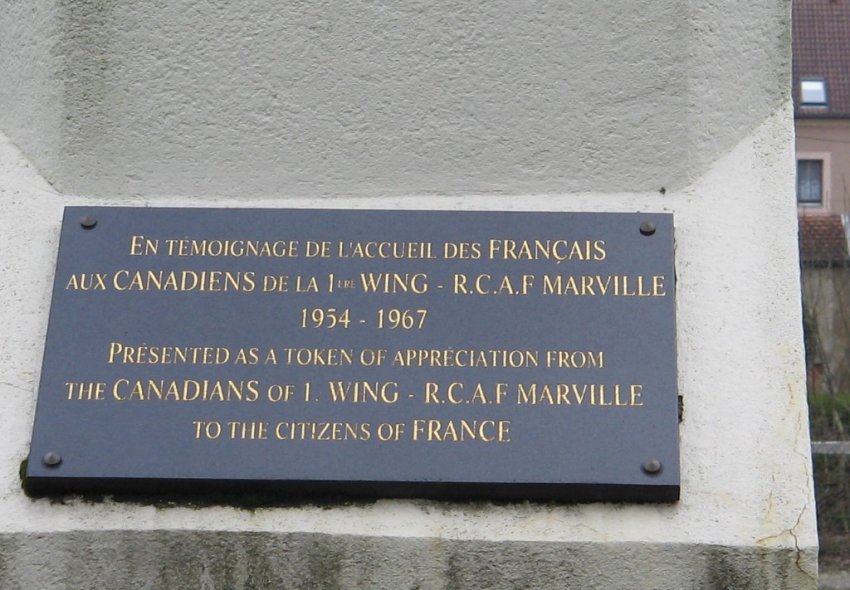 EN TÉMOIGNAGE DE L'ACCUEIL DES FRANÇAIS
AUX CANADIENS DE LA 1ÈRE WING - R.C.A.F MARVILLE
1954 - 1967
PRÉSENTED AS A TOKEN OF APPRÉCIATION FROM
THE CANADIANS OF 1. WING - R.C.A.F MARVILLE
TO THE CITIZENS OF FRANCE